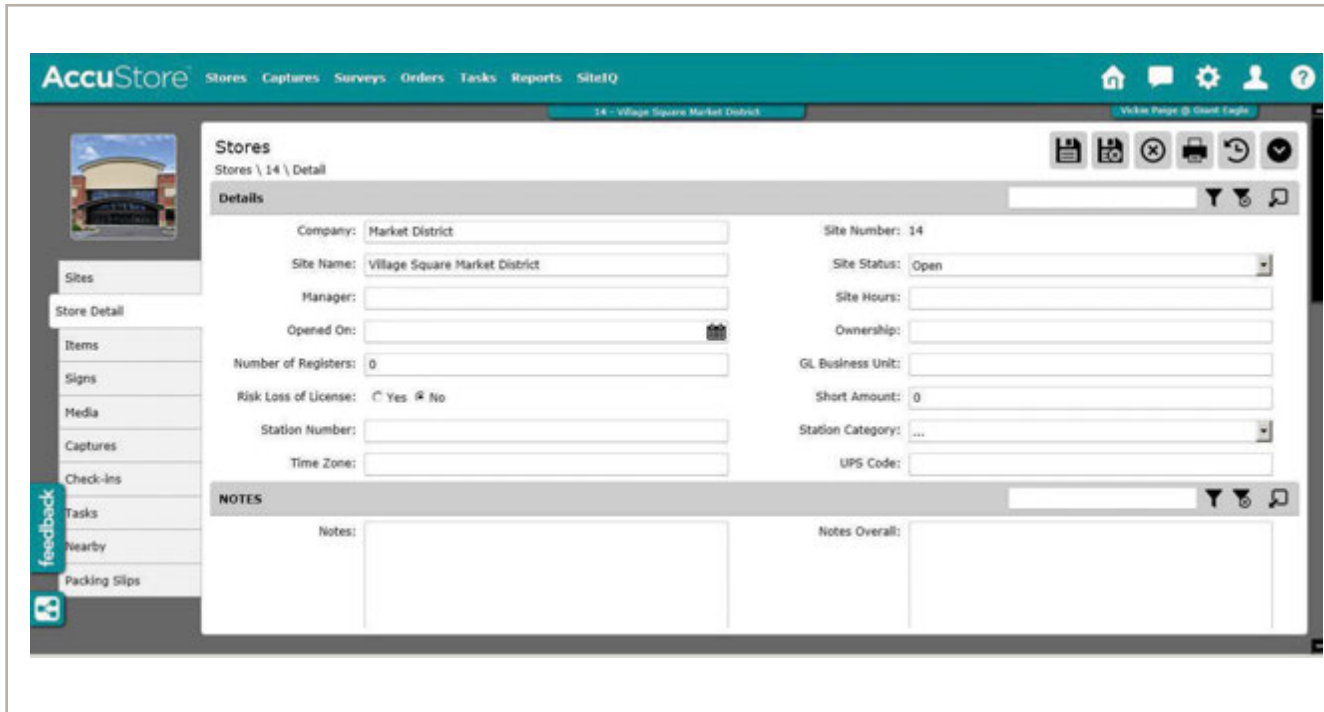 AccuStore Stores Captures Surveys Orders Tasks Reports SiteIQ
14 - Village Square Market District
Vickie Paige @ Giant Eagle
Stores
Stores \ 14 \ Detail
Details
Company: Market District
Site Number: 14
Site Name: Village Square Market District
Site Status: Open
Manager:
Site Hours:
Opened On:
Ownership:
Number of Registers: 0
GL Business Unit:
Risk Loss of License: Yes No
Short Amount: 0
Station Number:
Station Category: ...
Time Zone:
UPS Code:
NOTES
Notes:
Notes Overall:
Sites
Store Detail
Items
Signs
Media
Captures
Check-ins
Tasks
Nearby
Packing Slips
feedback